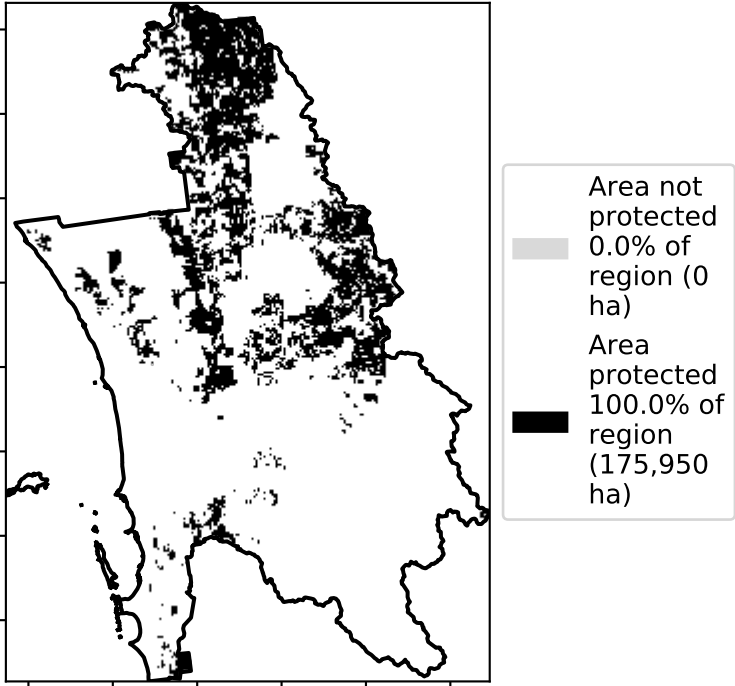 Area not
protected
0.0% of
region (0
ha)
Area
protected
100.0% of
region
(175,950
ha)